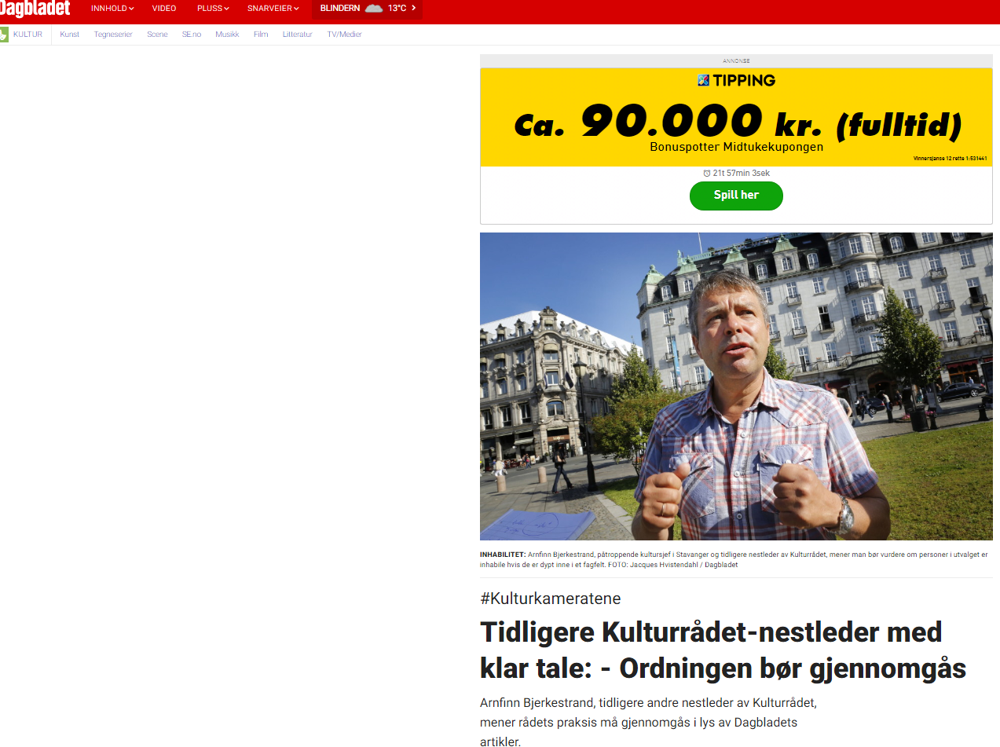 Dagbladet
INNHOLD VIDEO PLUSS SNARVEIER BLINDERN 13°C
KULTUR Kunst Tegneserier Scene SE.no Musikk Film Litteratur TV/Medier
ANNONSE
TIPPING
Ca. 90.000 kr. (fulltid)
Bonuspotter Midtukekupongen
Vinnersjanse 12 rette 1:531441
21t 57min 3sek
Spill her
INHABILITET: Arnfinn Bjerkestrand, påtroppende kultursjef i Stavanger og tidligere nestleder av Kulturrådet, mener man bør vurdere om personer i utvalget er
inhabile hvis de er dypt inne i et fagfelt. FOTO: Jacques Hvistendahl / Dagbladet
#Kulturkameratene
Tidligere Kulturrådet-nestleder med
klar tale: - Ordningen bør gjennomgås
Arnfinn Bjerkestrand, tidligere andre nestleder av Kulturrådet,
mener rådets praksis må gjennomgås i lys av Dagbladets
artikler.